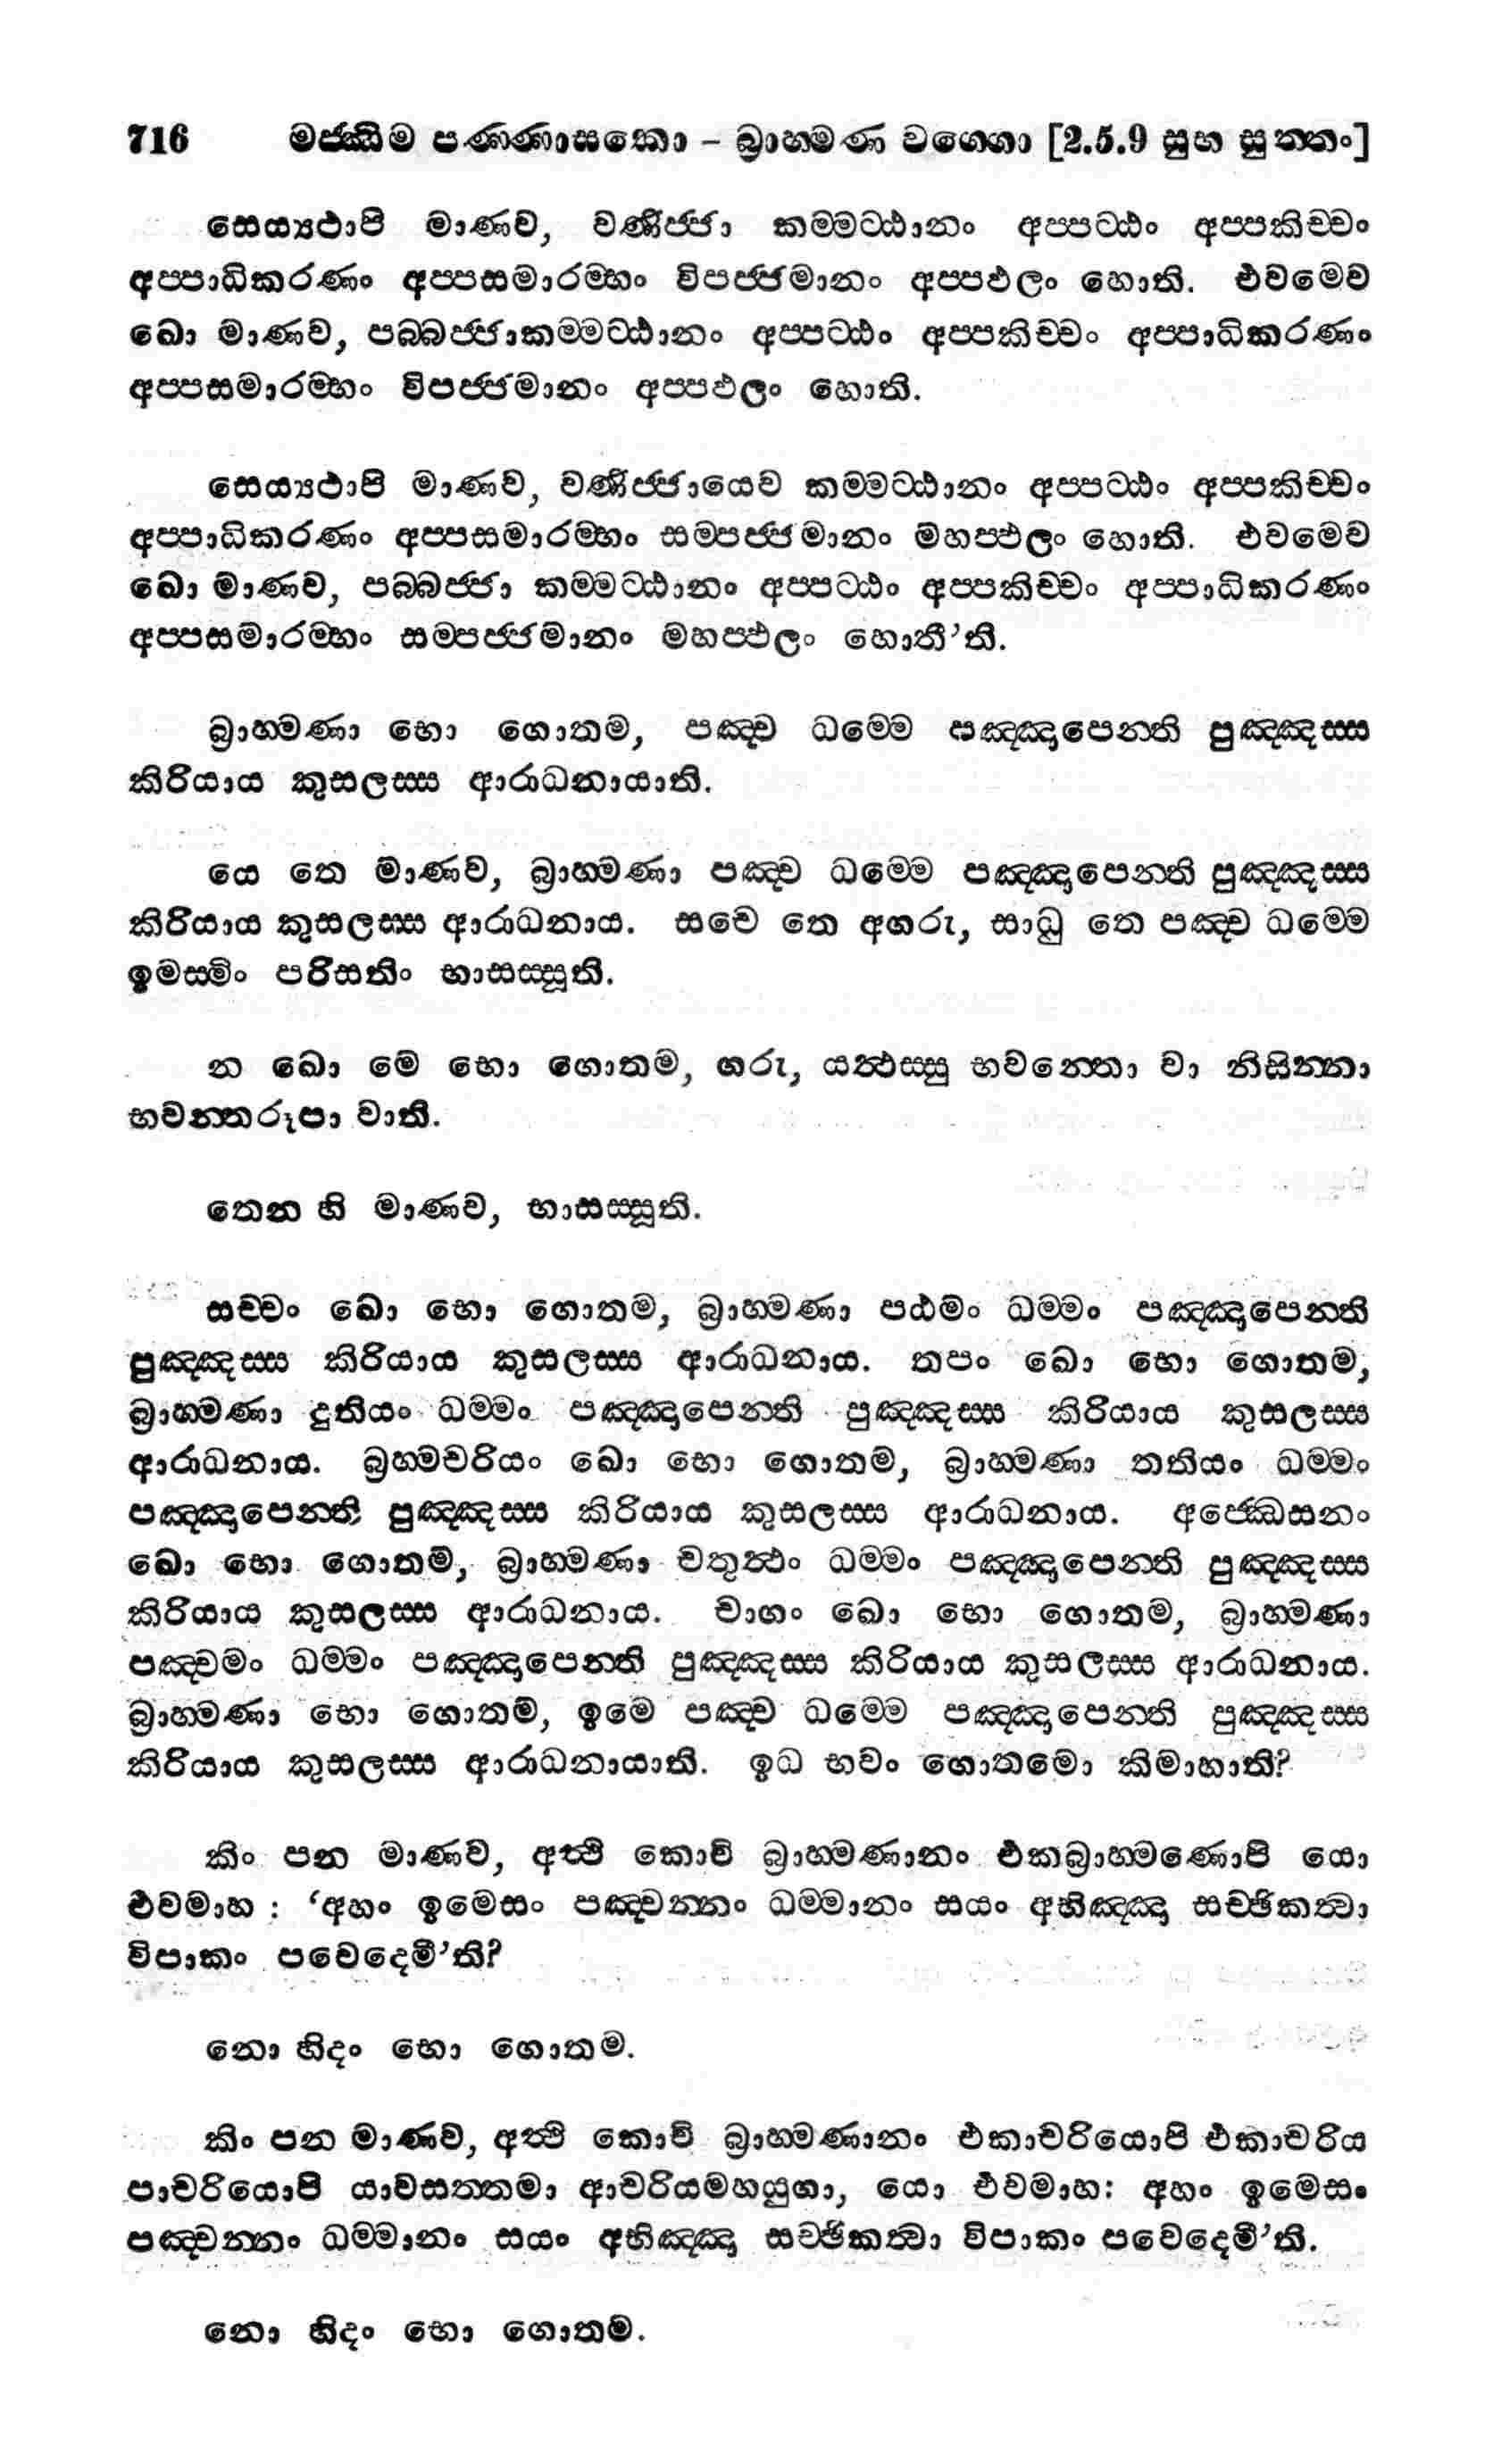 716 මජ්ඣිම පණ්ණාසකො – බ්‍රාහ්මණ වග්ගො [2.5.9 සුභ සුත්තං]
සෙය්‍යථාපි මාණව, වණිජ්ජා කම්මට්ඨානං අප්පට්ඨං අප්පකිච්චං
අප්පාධිකරණං අප්පසමාරම්භං විපජ්ජමානං අප්පඵලං හොති. එවමෙව
ඛො මාණව, පබ්බජ්ජාකම්මට්ඨානං අප්පට්ඨං අප්පකිච්චං අප්පාධිකරණං
අප්පසමාරම්භං විපජ්ජමානං අප්පඵලං හොති.
සෙය්‍යථාපි මාණව, වණිජ්ජායෙව කම්මට්ඨානං අප්පට්ඨං අප්පකිච්චං
අප්පාධිකරණං අප්පසමාරම්භං සම්පජ්ජමානං මහප්ඵලං හොති. එවමෙව
ඛො මාණව, පබ්බජ්ජා කම්මට්ඨානං අප්පට්ඨං අප්පකිච්චං අප්පාධිකරණං
අප්පසමාරම්භං සම්පජ්ජමානං මහප්ඵලං හොතී’ති.
බ්‍රාහ්මණා භො ගොතම, පඤ්ච ධම්මෙ පඤ්ඤාපෙන්ති පුඤ්ඤස්ස
කිරියාය කුසලස්ස ආරාධනායාති.
යෙ තෙ මාණව, බ්‍රාහ්මණා පඤ්ච ධම්මෙ පඤ්ඤාපෙන්ති පුඤ්ඤස්ස
කිරියාය කුසලස්ස ආරාධනාය. සචෙ තෙ අගරු, සාධු තෙ පඤ්ච ධම්මෙ
ඉමස්මිං පරිසතිං භාසස්සූති.
න ඛො මෙ භො ගොතම, ගරු, යත්ථස්සු භවන්තො වා නිසින්නා
භවන්තරූපා වාති.
තෙන හි මාණව, භාසස්සූති.
සච්චං ඛො භො ගොතම, බ්‍රාහ්මණා පඨමං ධම්මං පඤ්ඤාපෙන්ති
පුඤ්ඤස්ස කිරියාය කුසලස්ස ආරාධනාය. තපං ඛො භො ගොතම,
බ්‍රාහ්මණා දුතියං ධම්මං පඤ්ඤාපෙන්ති පුඤ්ඤස්ස කිරියාය කුසලස්ස
ආරාධනාය. බ්‍රහ්මචරියං ඛො භො ගොතම, බ්‍රාහ්මණා තතියං ධම්මං
පඤ්ඤාපෙන්ති පුඤ්ඤස්ස කිරියාය කුසලස්ස ආරාධනාය. අජ්ඣෙසනං
ඛො භො ගොතම, බ්‍රාහ්මණා චතුත්ථං ධම්මං පඤ්ඤාපෙන්ති පුඤ්ඤස්ස
කිරියාය කුසලස්ස ආරාධනාය. චාගං ඛො භො ගොතම, බ්‍රාහ්මණා
පඤ්චමං ධම්මං පඤ්ඤාපෙන්ති පුඤ්ඤස්ස කිරියාය කුසලස්ස ආරාධනාය.
බ්‍රාහ්මණා භො ගොතම, ඉමෙ පඤ්ච ධම්මෙ පඤ්ඤාපෙන්ති පුඤ්ඤස්ස
කිරියාය කුසලස්ස ආරාධනායාති. ඉධ භවං ගොතමො කිමාහාති?
කිං පන මාණව, අත්ථි කොචි බ්‍රාහ්මණානං එකබ්‍රාහ්මණොපි යො
එවමාහ : ‘අහං ඉමෙසං පඤ්චන්නං ධම්මානං සයං අභිඤ්ඤා සච්ඡිකත්වා
විපාකං පවෙදෙමී’ති?
නො හිදං භො ගොතම.
කිං පන මාණව, අත්ථි කොචි බ්‍රාහ්මණානං එකාචරියොපි එකාචරිය
පාචරියොපි යාවසත්තමා ආචරියමහයුගා, යො එවමාහ: අහං ඉමෙසං
පඤ්චන්නං ධම්මානං සයං අභිඤ්ඤා සච්ඡිකත්වා විපාකං පවෙදෙමී’ති.
නො හිදං භො ගොතම.